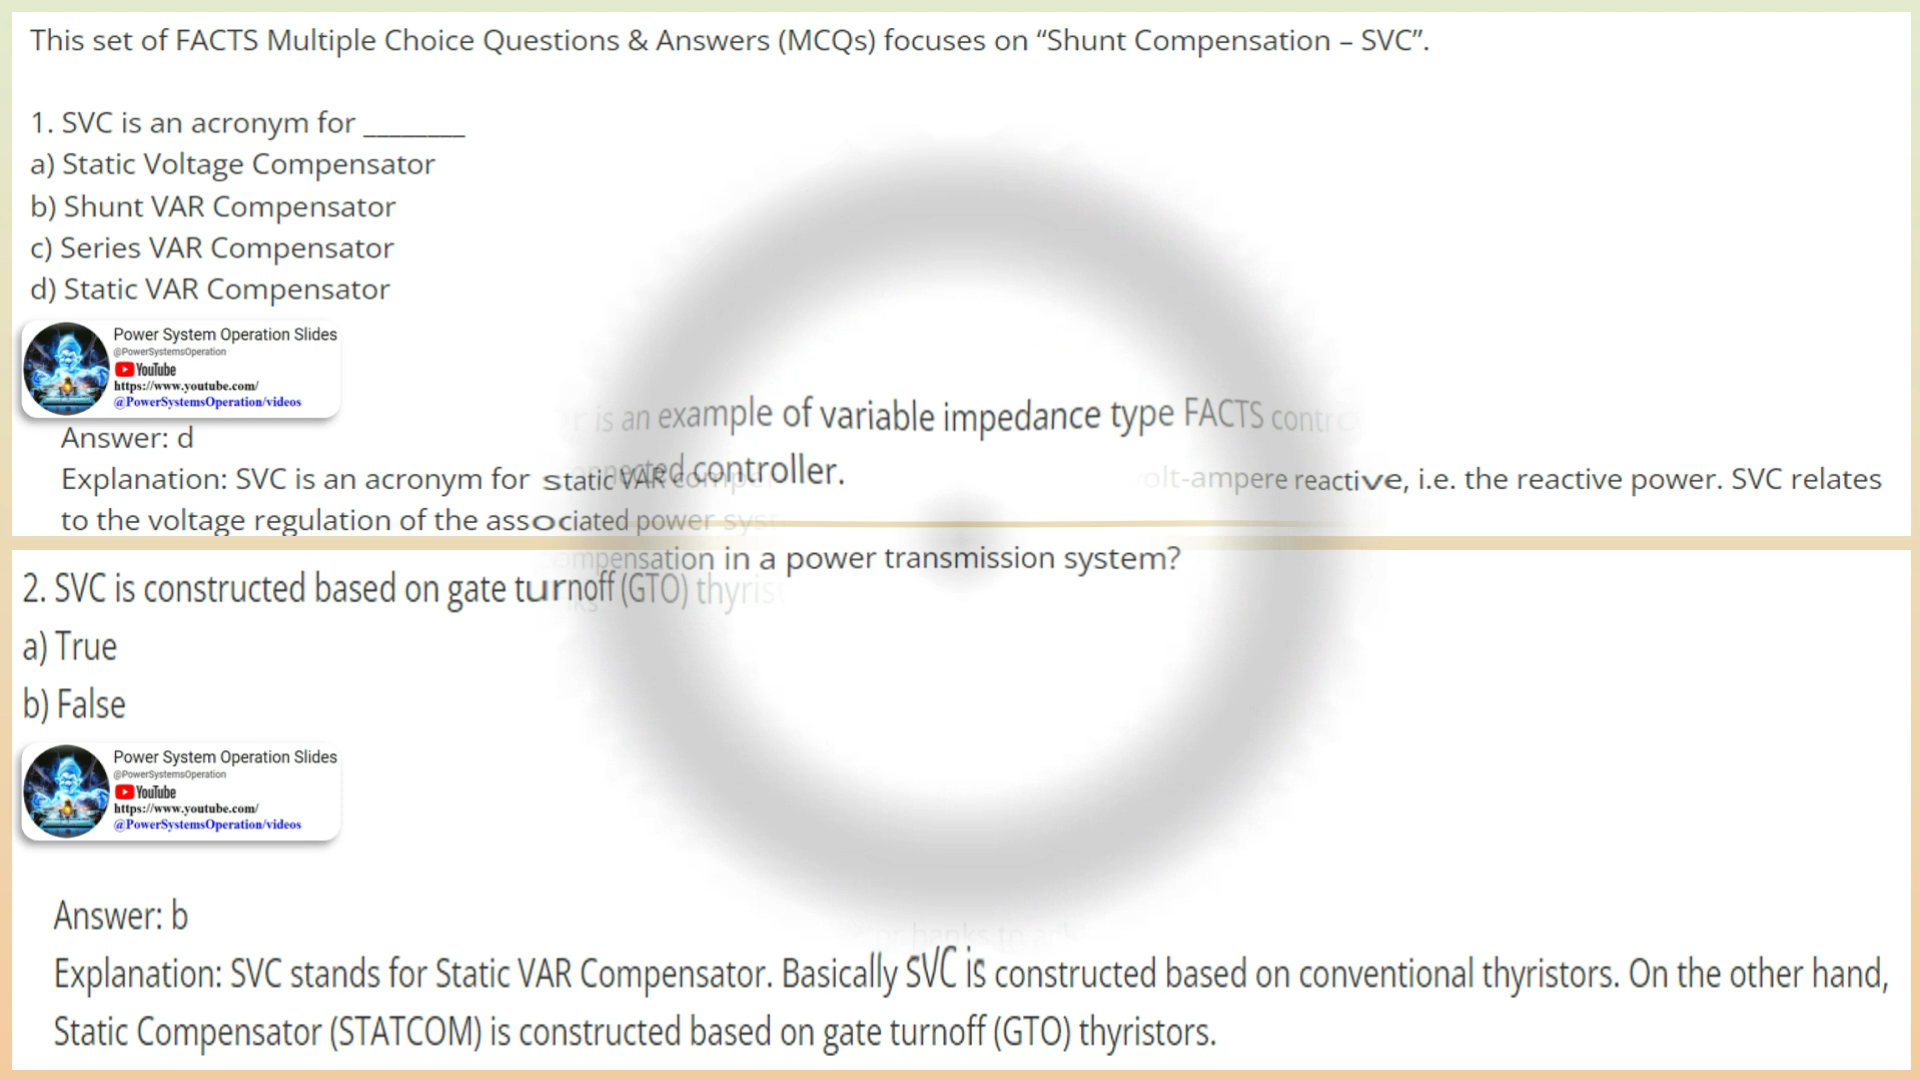 This set of FACTS Multiple Choice Questions & Answers (MCQs) focuses on “Shunt Compensation – SVC”.
1. SVC is an acronym for ________
a) Static Voltage Compensator
b) Shunt VAR Compensator
c) Series VAR Compensator
d) Static VAR Compensator
Power System Operation Slides
@PowerSystemsOperation
YouTube
https://www.youtube.com/
@PowerSystemsOperation/videos
is an example of variable impedance type FACTS
Answer: d
controller.
Explanation: SVC is an acronym for static VAR olt-ampere reactive, i.e. the reactive power. SVC relates
to the voltage regulation of the associated power
in a power transmission system?
2. SVC is constructed based on gate turnoff (GTO)
a) True
b) False
Power System Operation Slides
@PowerSystemsOperation
YouTube
https://www.youtube.com/
@PowerSystemsOperation/videos
Answer: b
Explanation: SVC stands for Static VAR Compensator. Basically SVC is constructed based on conventional thyristors. On the other hand,
Static Compensator (STATCOM) is constructed based on gate turnoff (GTO) thyristors.